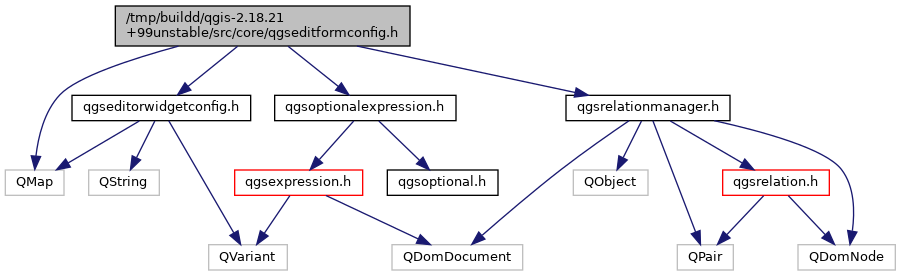 /tmp/buildd/qgis-2.18.21
+99unstable/src/core/qgseditformconfig.h
qgseditorwidgetconfig.h
qgsoptionalexpression.h
qgsrelationmanager.h
QMap
QString
qgsexpression.h
qgsoptional.h
QObject
qgsrelation.h
QVariant
QDomDocument
QPair
QDomNode